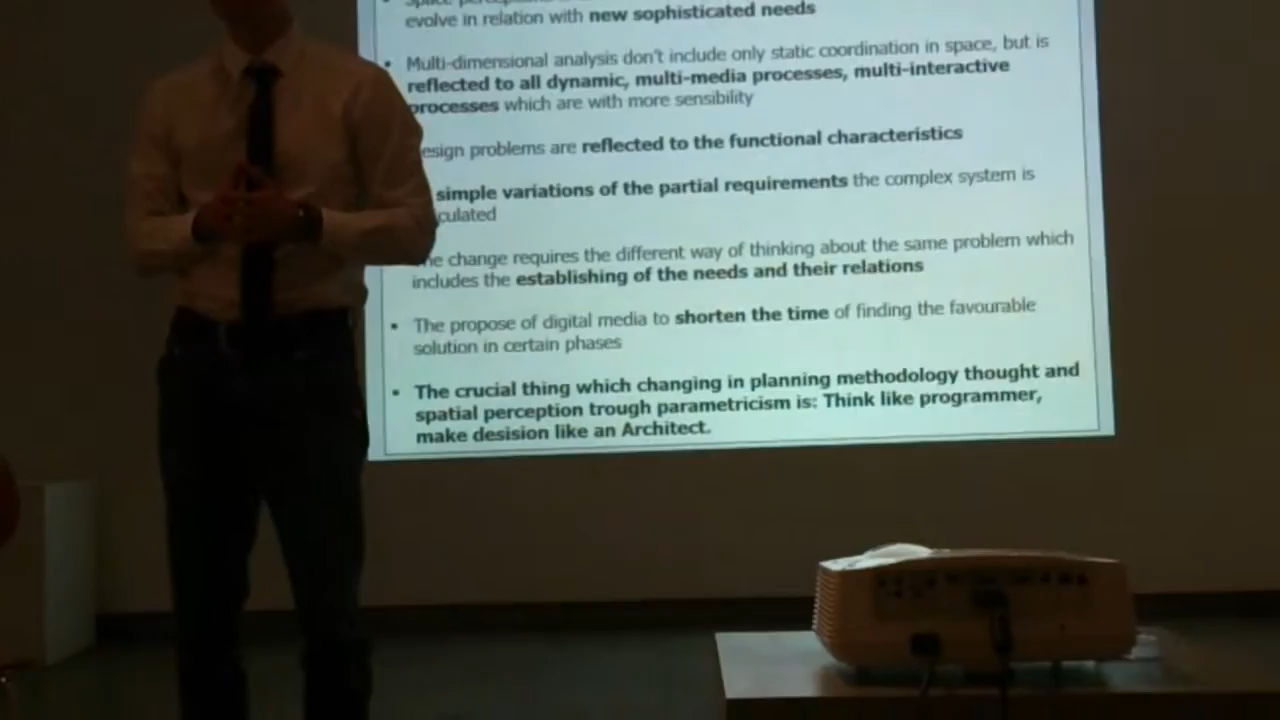 evolve in relation with new sophisticated needs
• Multi-dimensional analysis don't include only static coordination in space, but is
reflected to all dynamic, multi-media processes, multi-interactive
processes which are with more sensibility
esign problems are reflected to the functional characteristics
simple variations of the partial requirements the complex system is
culated
he change requires the different way of thinking about the same problem which
includes the establishing of the needs and their relations
• The propose of digital media to shorten the time of finding the favourable
solution in certain phases
• The crucial thing which changing in planning methodology thought and
spatial perception trough parametricism is: Think like programmer,
make desision like an Architect.